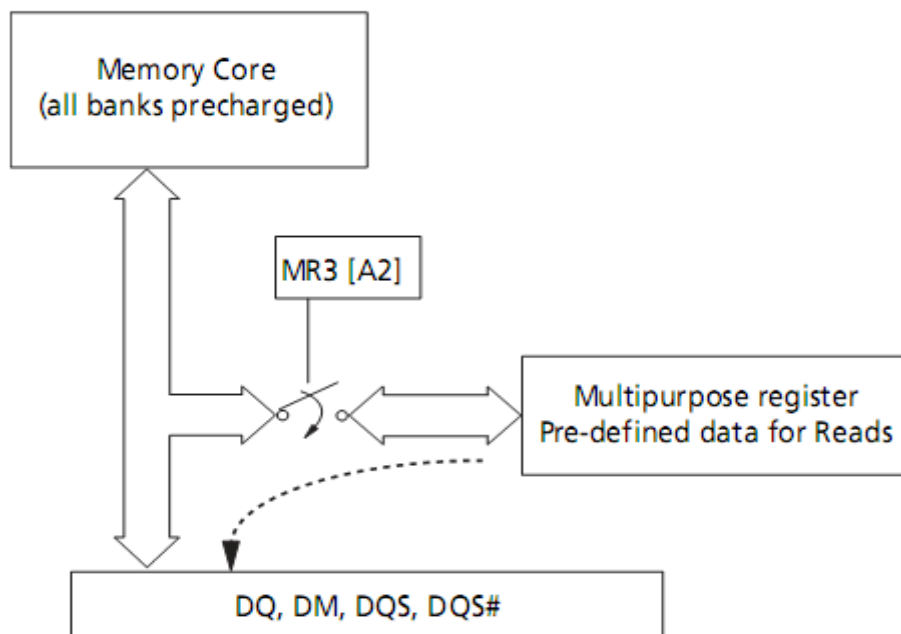 Memory Core
(all banks precharged)
MR3 [A2]
Multipurpose register
Pre-defined data for Reads
DQ, DM, DQS, DQS#